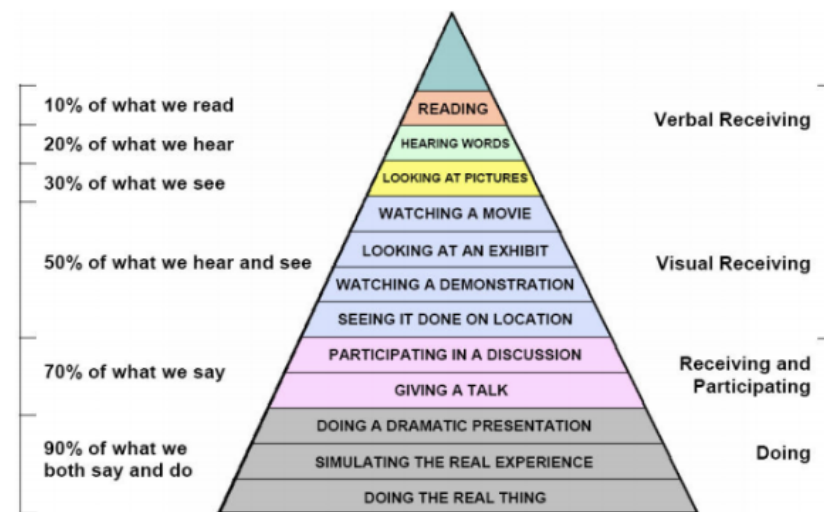 10% of what we read
READING
Verbal Receiving
20% of what we hear
HEARING WORDS
30% of what we see
LOOKING AT PICTURES
WATCHING A MOVIE
LOOKING AT AN EXHIBIT
50% of what we hear and see
Visual Receiving
WATCHING A DEMONSTRATION
SEEING IT DONE ON LOCATION
PARTICIPATING IN A DISCUSSION
70% of what we say
Receiving and
Participating
GIVING A TALK
DOING A DRAMATIC PRESENTATION
90% of what we
both say and do
Doing
SIMULATING THE REAL EXPERIENCE
DOING THE REAL THING